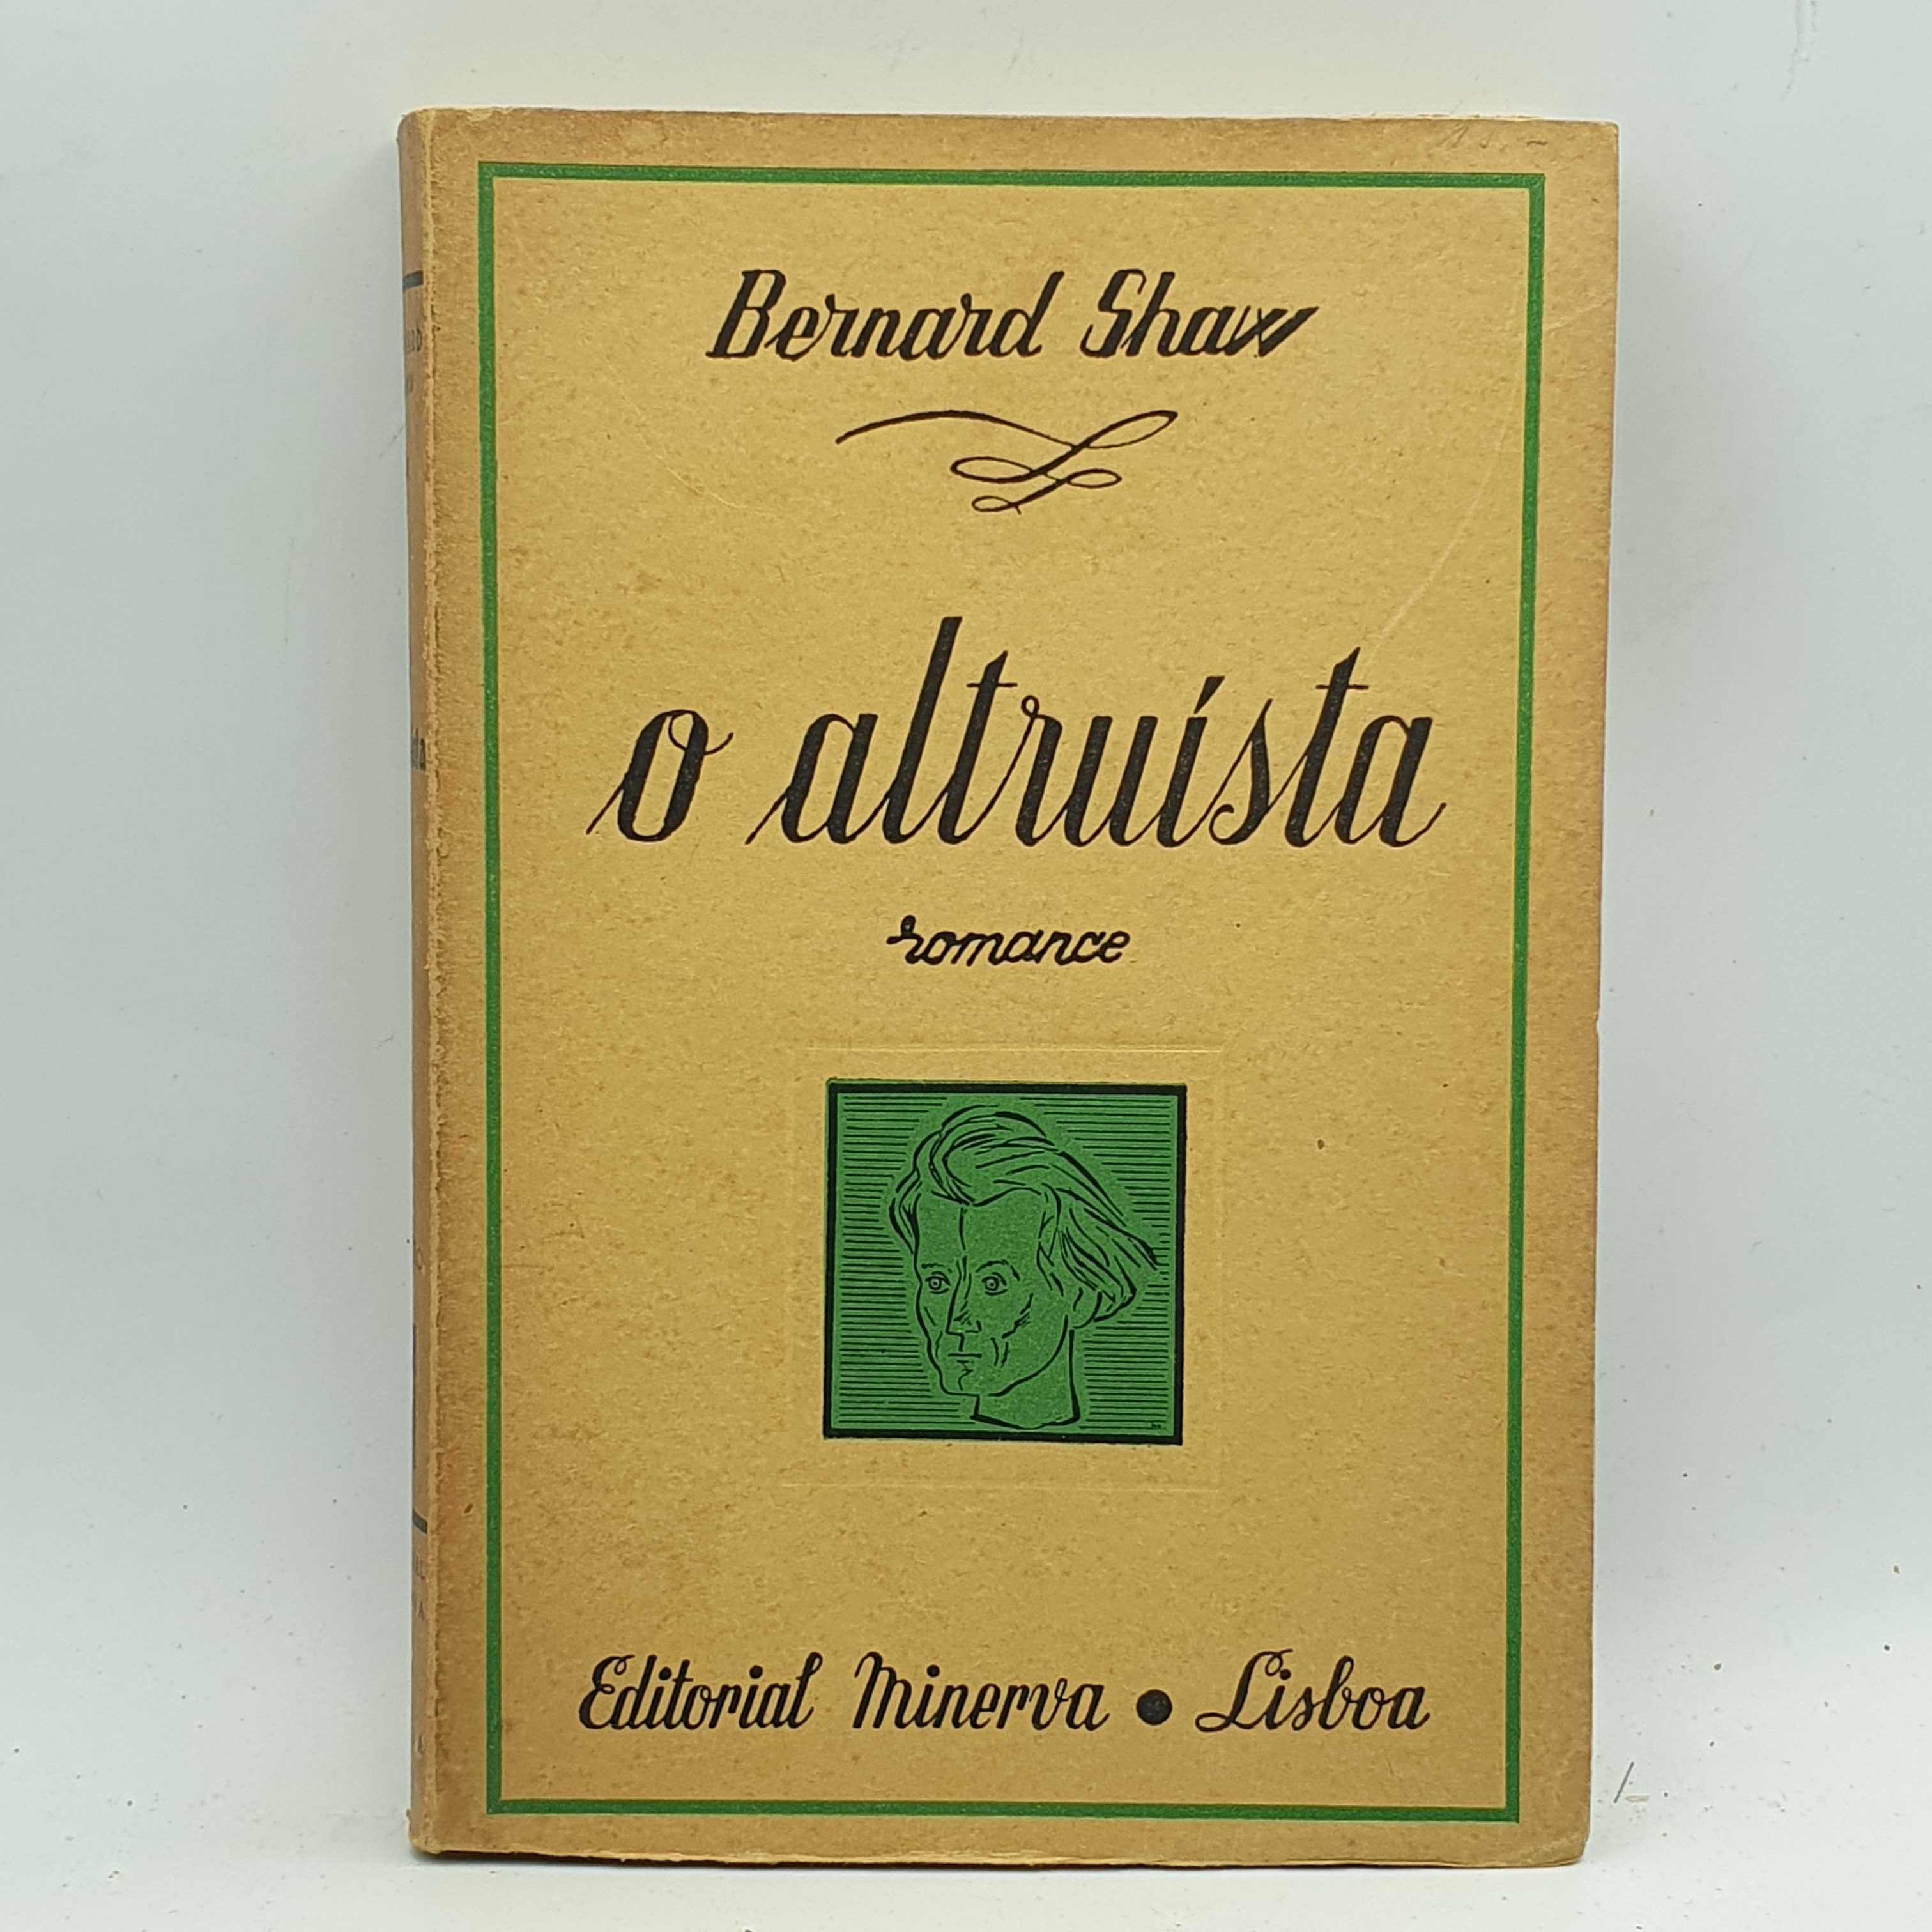 Bernard Shaw
o altruísta
romance
Editorial Minerva • Lisboa